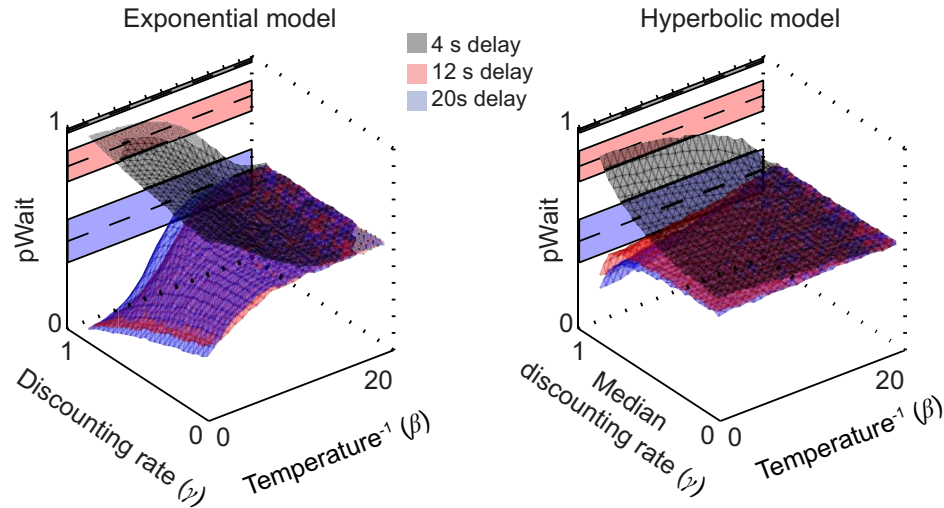 Exponential model
Hyperbolic model
4 s delay
12 s delay
20s delay
1
pWait
0
1
Discounting rate (γ)
0
0
Temperature⁻¹ (β)
20
1
pWait
0
1
Median
discounting rate (γ)
0
0
Temperature⁻¹ (β)
20